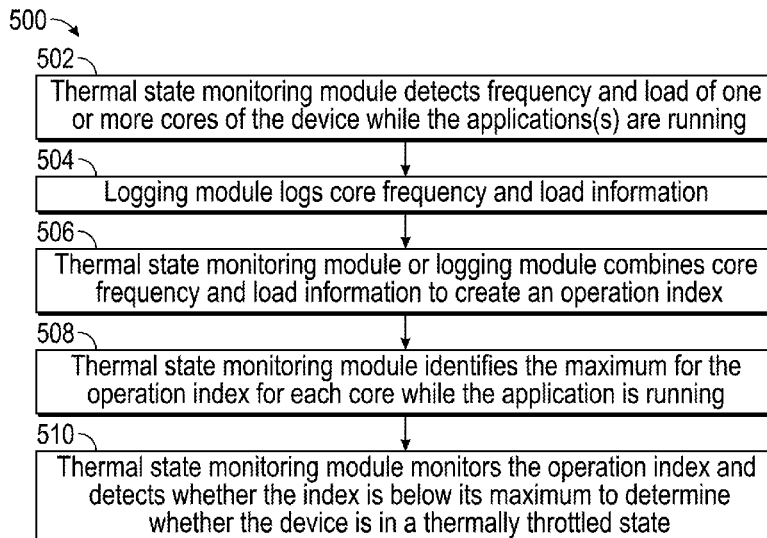 500
502
Thermal state monitoring module detects frequency and load of one
or more cores of the device while the applications(s) are running
504
Logging module logs core frequency and load information
506
Thermal state monitoring module or logging module combines core
frequency and load information to create an operation index
508
Thermal state monitoring module identifies the maximum for the
operation index for each core while the application is running
510
Thermal state monitoring module monitors the operation index and
detects whether the index is below its maximum to determine
whether the device is in a thermally throttled state